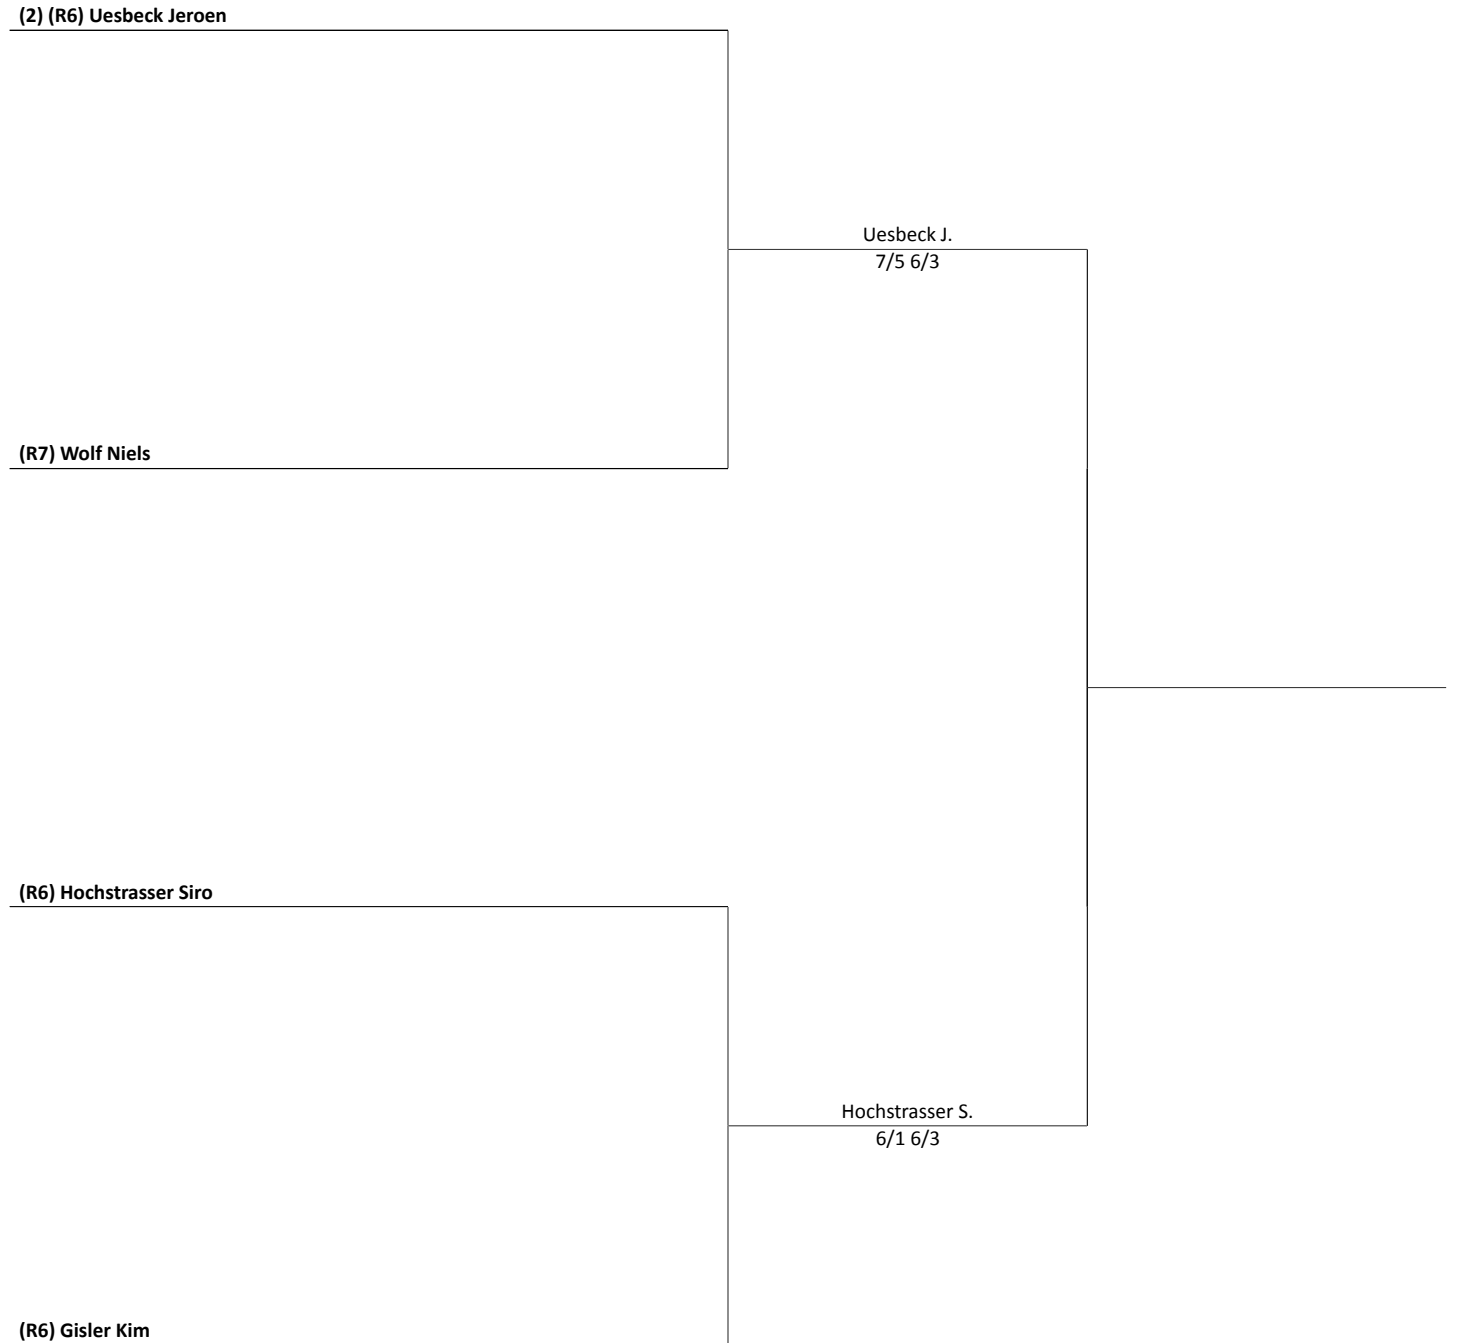 (2) (R6) Uesbeck Jeroen
Uesbeck J.
7/5 6/3
(R7) Wolf Niels
(R6) Hochstrasser Siro
Hochstrasser S.
6/1 6/3
(R6) Gisler Kim